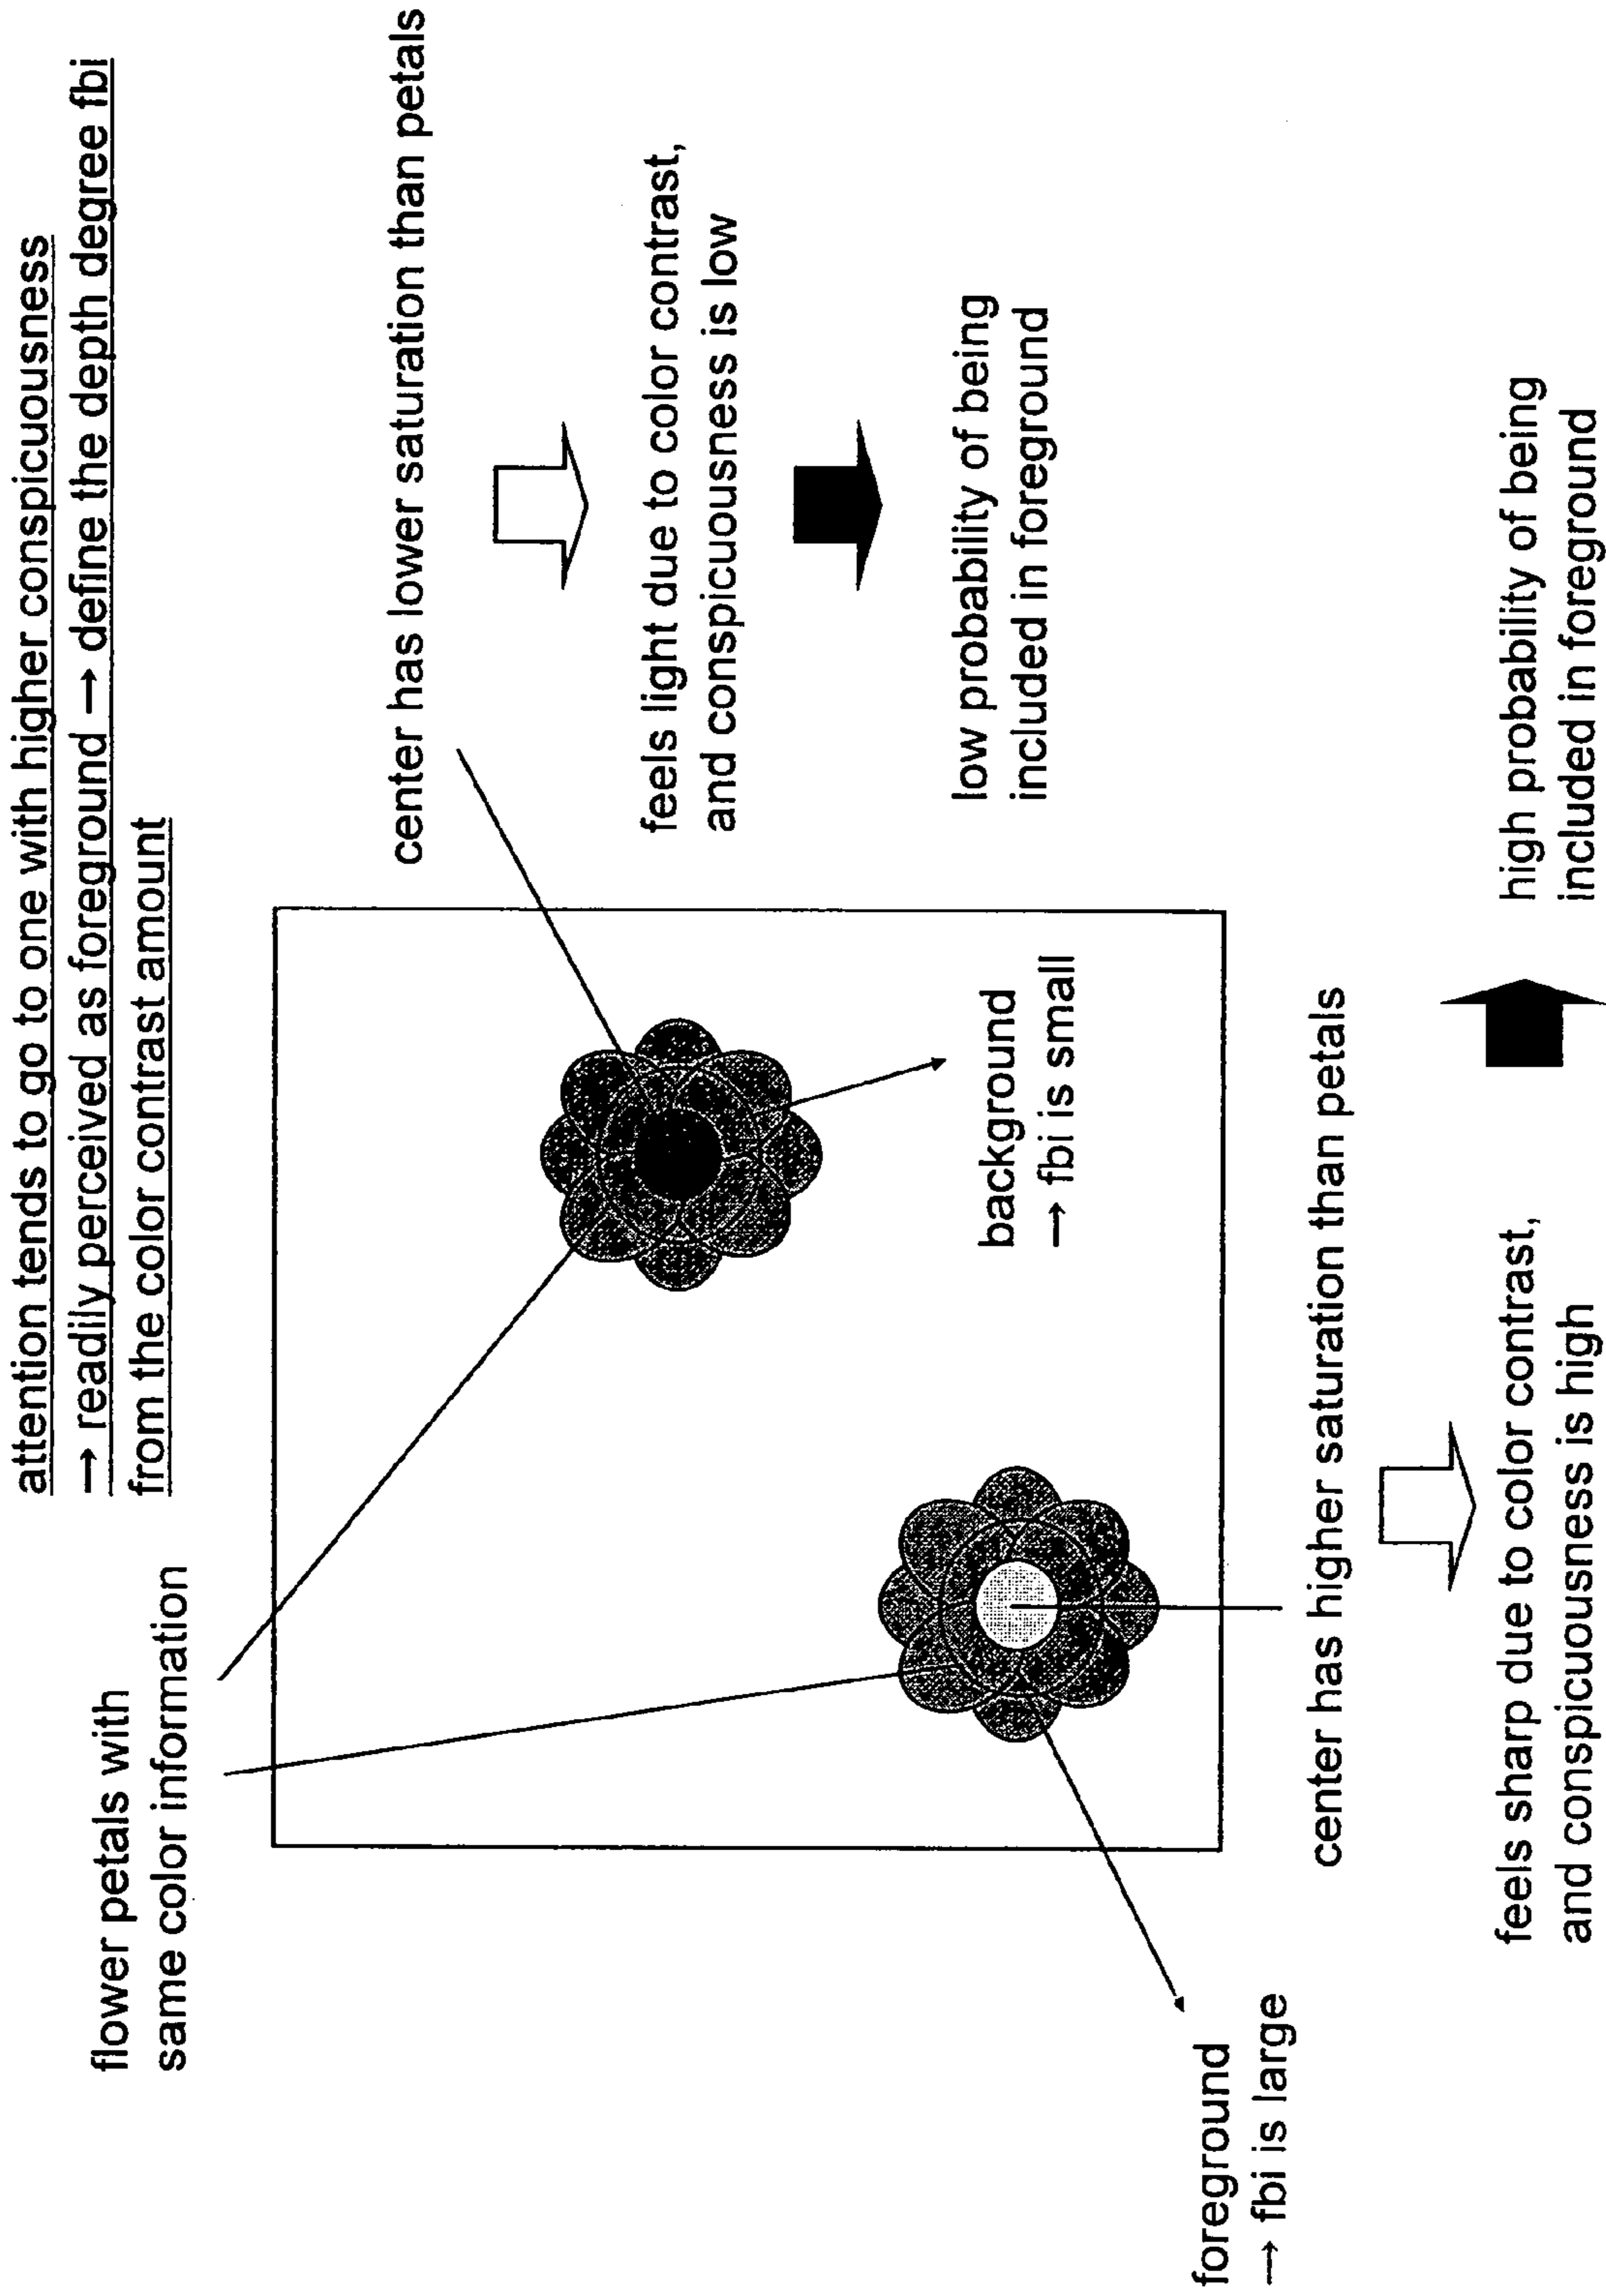 attention tends to go to one with higher conspicuousness
→ readily perceived as foreground → define the depth degree fbi
from the color contrast amount
flower petals with
same color information
center has lower saturation than petals
feels light due to color contrast,
and conspicuousness is low
low probability of being
included in foreground
background
→ fbi is small
foreground
→ fbi is large
center has higher saturation than petals
feels sharp due to color contrast,
and conspicuousness is high
high probability of being
included in foreground